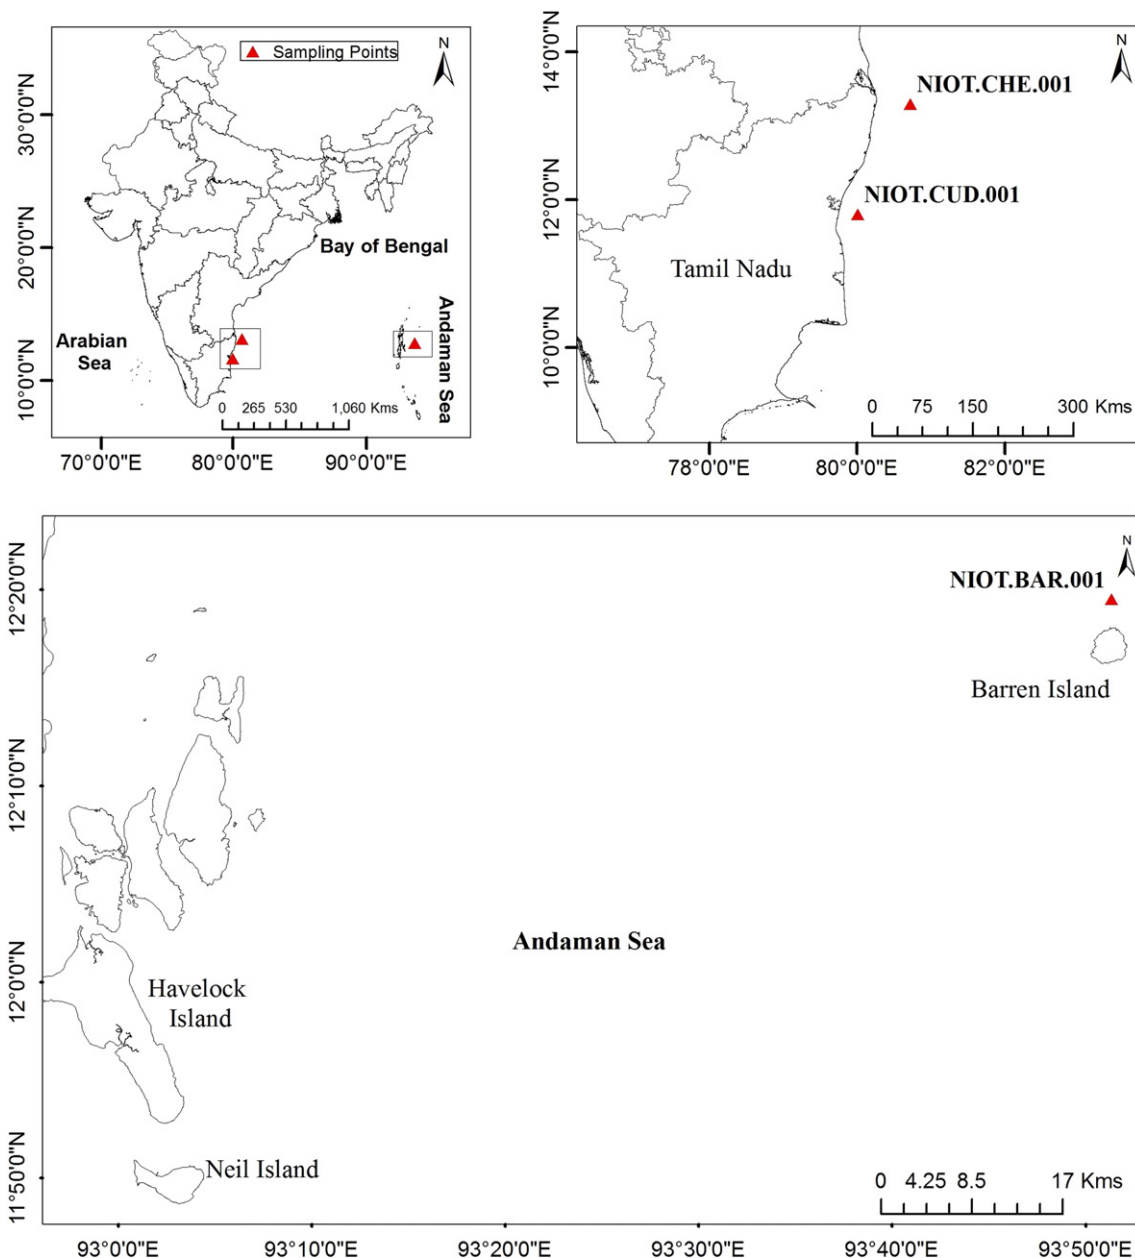 Sampling Points
N
30°0'0"N
20°0'0"N
10°0'0"N
Bay of Bengal
Arabian
Sea
Andaman Sea
0 265 530 1,060 Kms
70°0'0"E 80°0'0"E 90°0'0"E
N
14°0'0"N
12°0'0"N
10°0'0"N
NIOT.CHE.001
NIOT.CUD.001
Tamil Nadu
0 75 150 300 Kms
78°0'0"E 80°0'0"E 82°0'0"E
N
12°20'0"N
12°10'0"N
12°0'0"N
11°50'0"N
NIOT.BAR.001
Barren Island
Andaman Sea
Havelock
Island
Neil Island
0 4.25 8.5 17 Kms
93°0'0"E 93°10'0"E 93°20'0"E 93°30'0"E 93°40'0"E 93°50'0"E